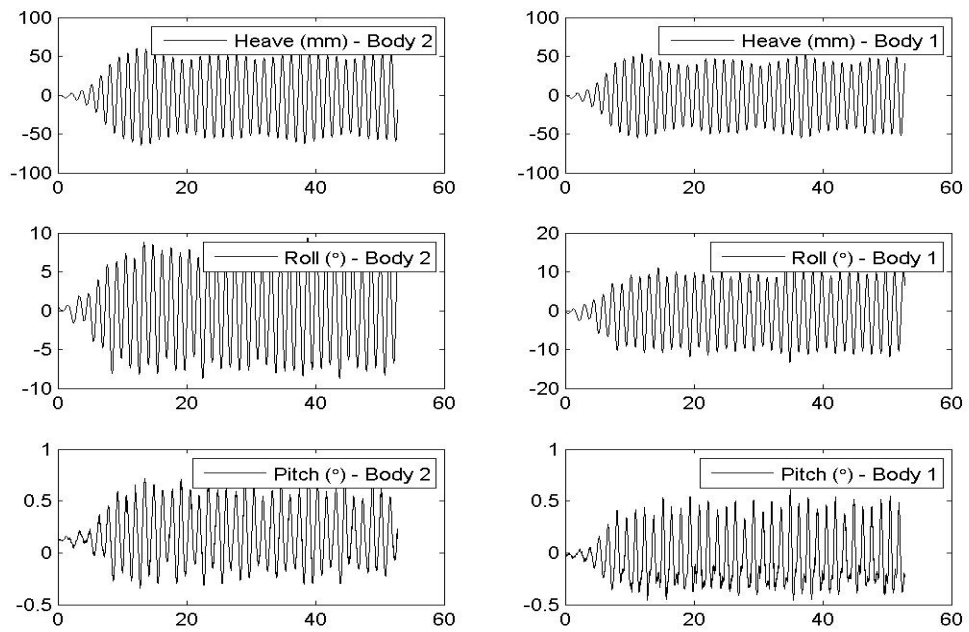 100
50
0
-50
-100
0 20 40 60
Heave (mm) - Body 2
100
50
0
-50
-100
0 20 40 60
Heave (mm) - Body 1
10
5
0
-5
-10
0 20 40 60
Roll (°) - Body 2
20
10
0
-10
-20
0 20 40 60
Roll (°) - Body 1
1
0.5
0
-0.5
0 20 40 60
Pitch (°) - Body 2
1
0.5
0
-0.5
0 20 40 60
Pitch (°) - Body 1